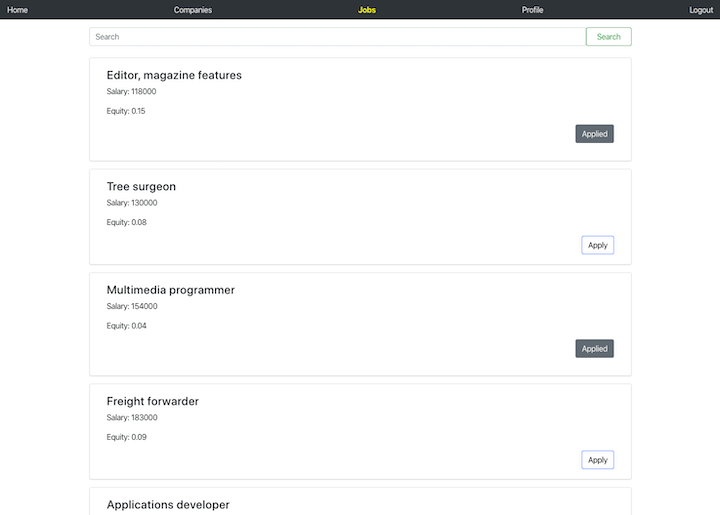 Home Companies Jobs Profile Logout
Search Search
Editor, magazine features
Salary: 118000
Equity: 0.15
Applied
Tree surgeon
Salary: 130000
Equity: 0.08
Apply
Multimedia programmer
Salary: 154000
Equity: 0.04
Applied
Freight forwarder
Salary: 183000
Equity: 0.09
Apply
Applications developer